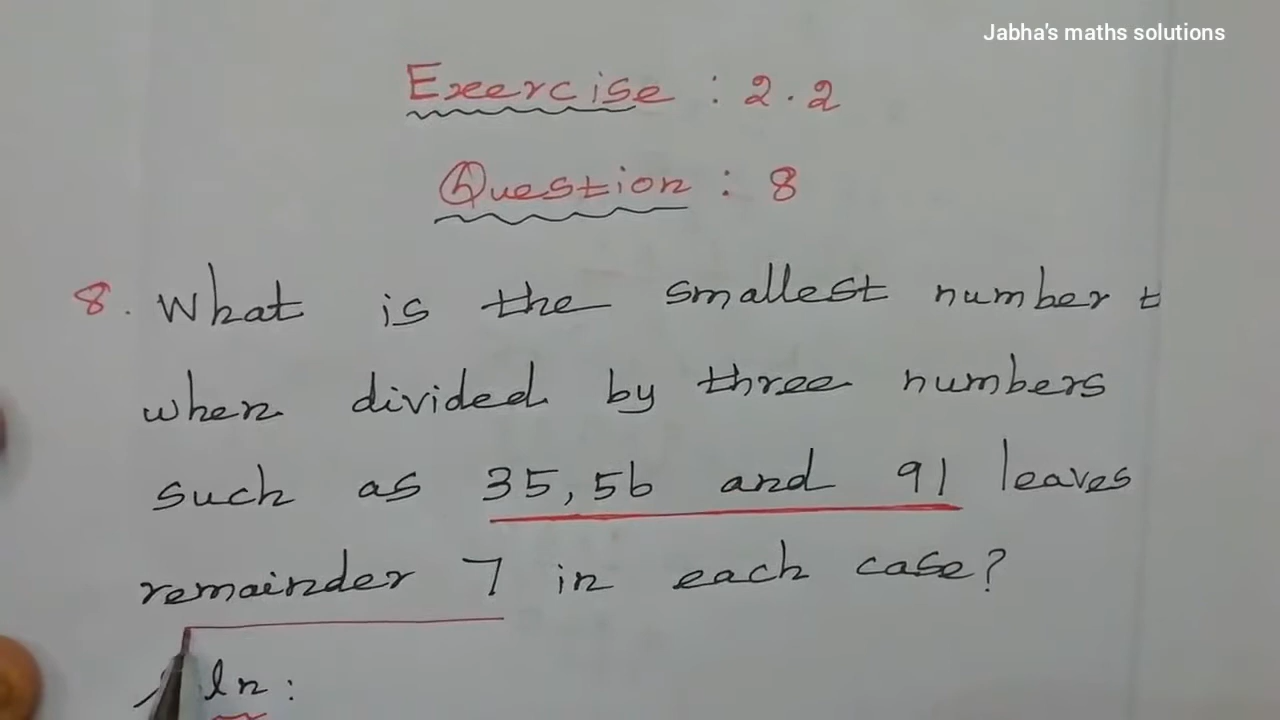 Jabha's maths solutions
Exercise : 2.2
Question : 8
8. What is the smallest number t
when divided by three numbers
such as 35, 56 and 91 leaves
remainder 7 in each case?
ln :